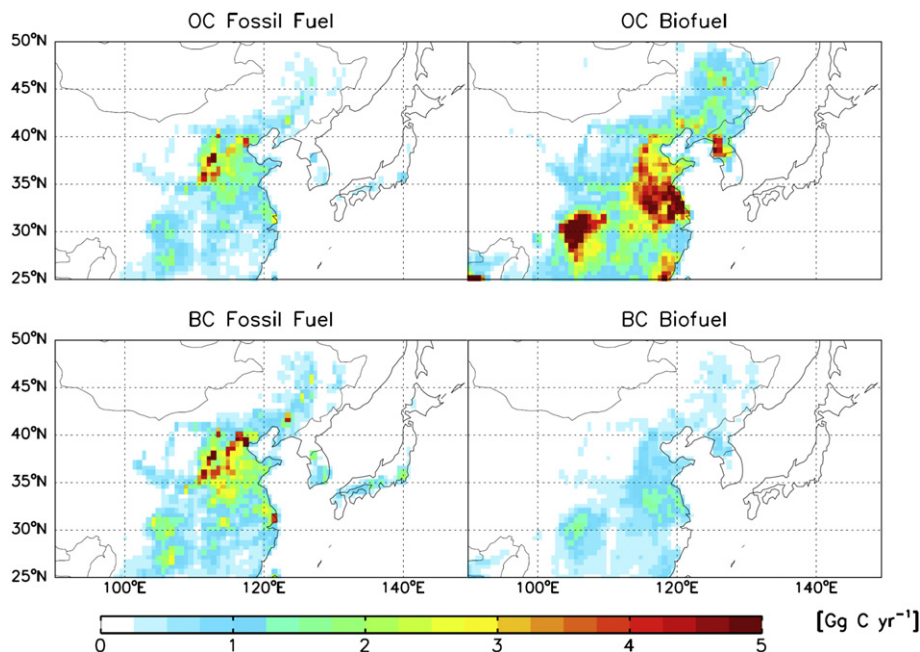 OC Fossil Fuel
OC Biofuel
50°N
45°N
40°N
35°N
30°N
25°N
BC Fossil Fuel
BC Biofuel
50°N
45°N
40°N
35°N
30°N
25°N
100°E 120°E 140°E 100°E 120°E 140°E
[Gg C yr⁻¹]
0 1 2 3 4 5